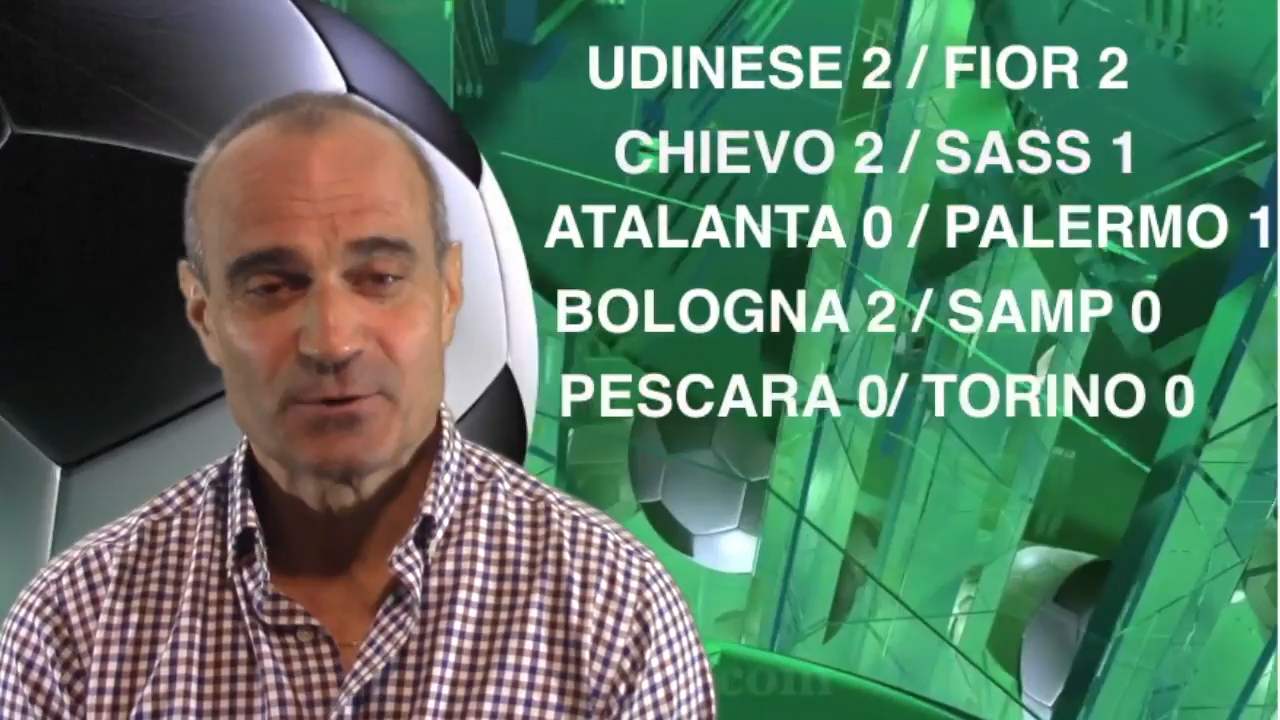 UDINESE 2 / FIOR 2
CHIEVO 2 / SASS 1
ATALANTA 0 / PALERMO 1
BOLOGNA 2 / SAMP 0
PESCARA 0/ TORINO 0
com